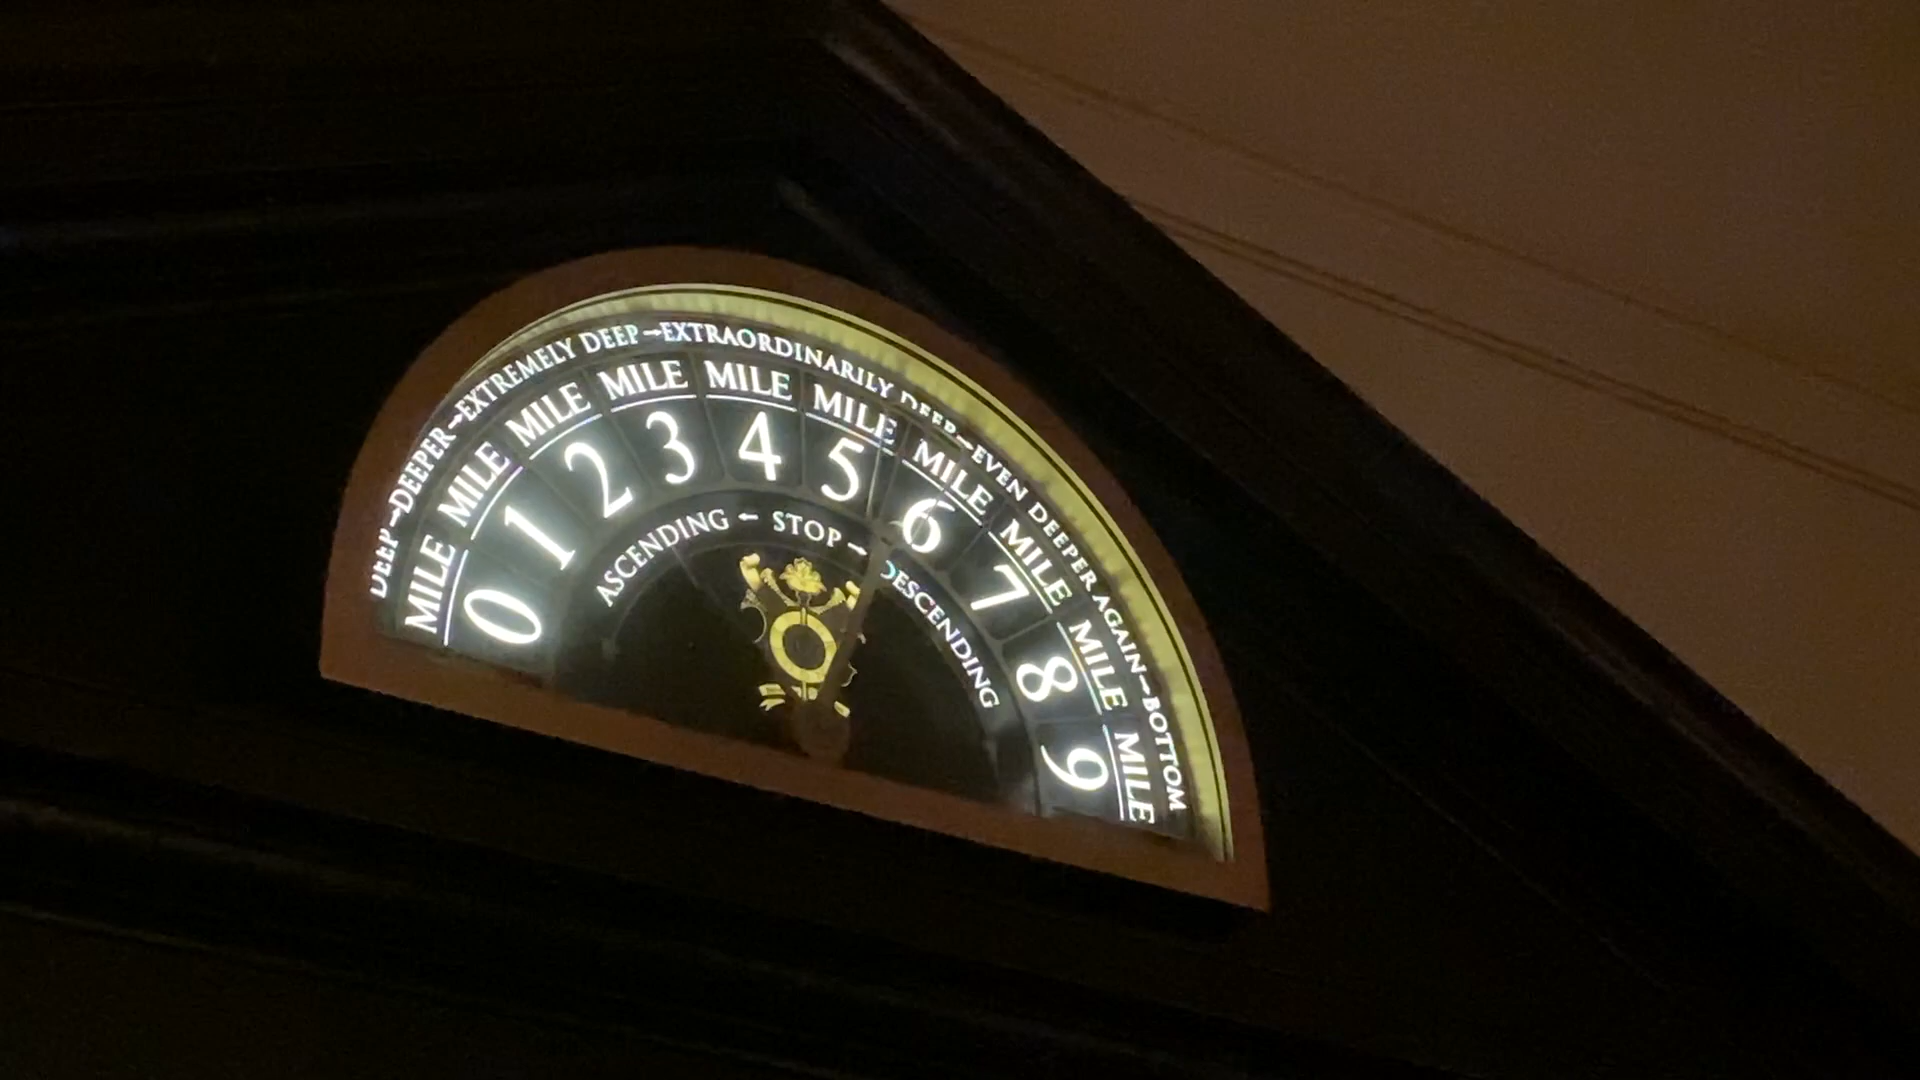 DEEP→DEEPER→EXTREMELY DEEP→EXTRAORDINARILY DEEP→EVEN DEEPER AGAIN→BOTTOM
MILE MILE MILE MILE MILE MILE MILE MILE MILE MILE
0 1 2 3 4 5 6 7 8 9
ASCENDING ← STOP → DESCENDING